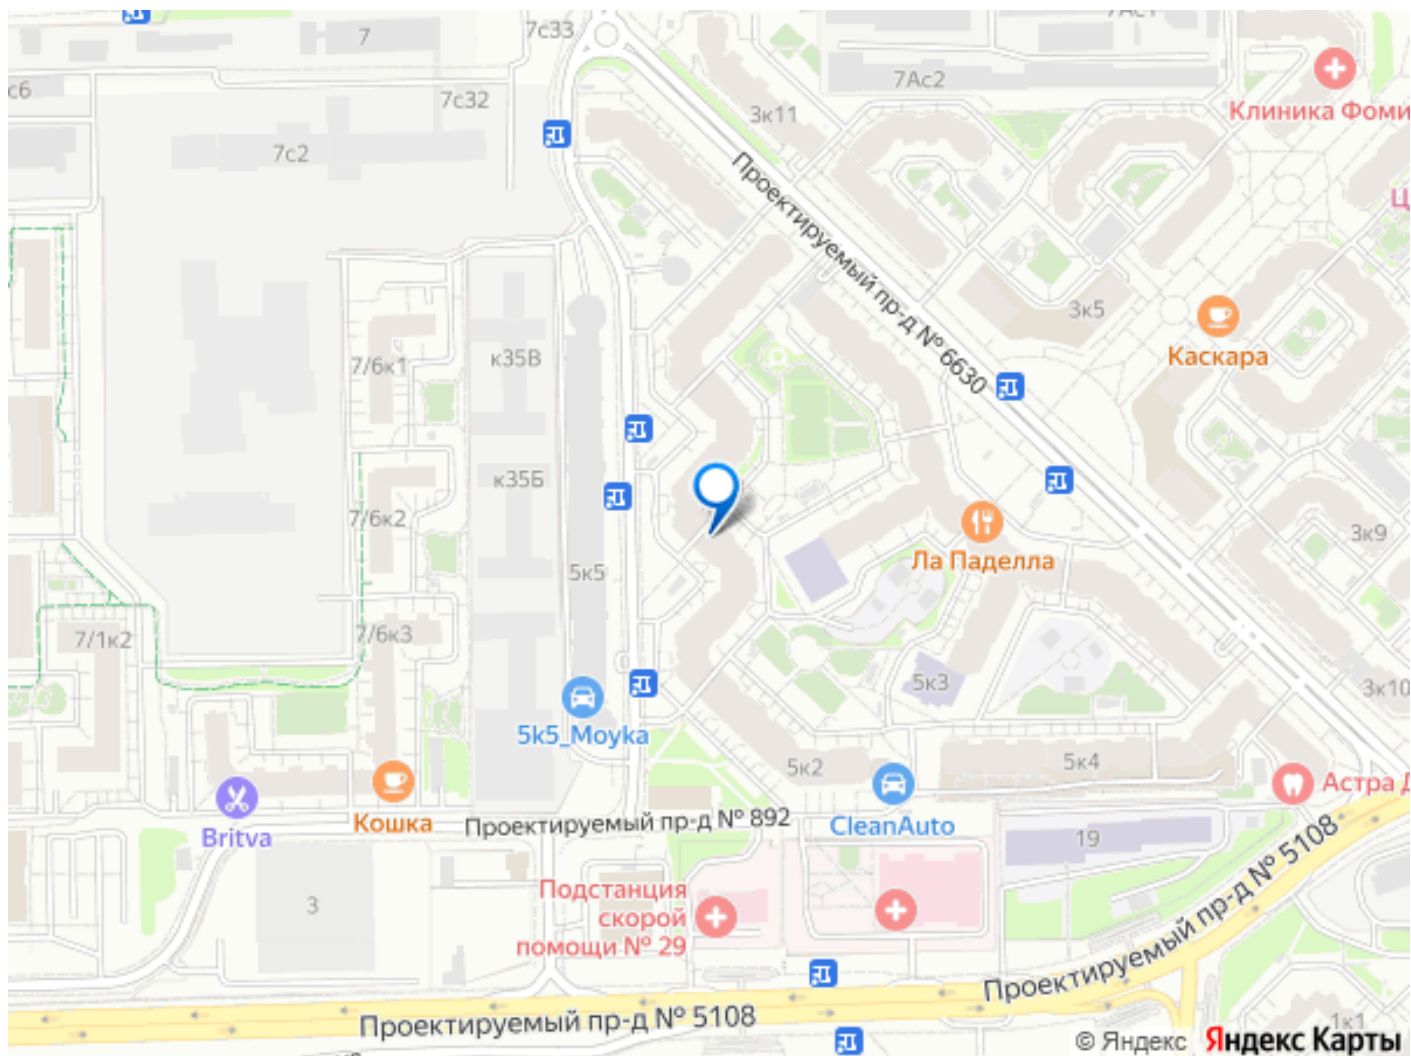 7с33
7
7Ас2
Клиника Фоми
с6
7с32
3к11
7с2
Проектируемый пр-д № 6630
Ц
3к5
Каскара
к35В
7/6к1
к35Б
7/6к2
3к9
Ла Паделла
5к5
7/1к2
7/6к3
5к3
3к10
5k5_Moyka
5к2
5к4
Астра Д
Britva
Кошка
Проектируемый пр-д № 892
CleanAuto
19
Проектируемый пр-д № 5108
3
Подстанция
скорой
помощи № 29
Проектируемый пр-д № 5108
1к1
© Яндекс Яндекс Карты